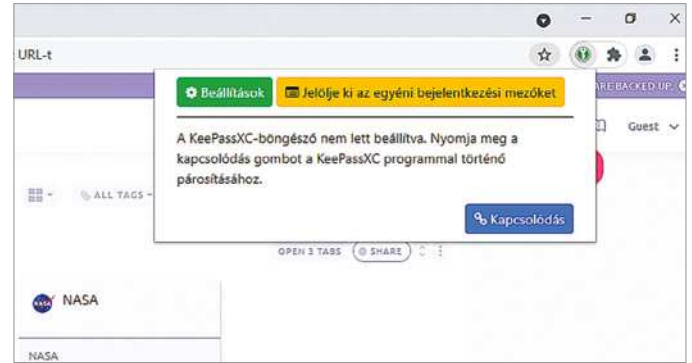 URL-t
Beállítások
Jelölje ki az egyéni bejelentkezési mezőket
ARE BACKED UP.
A KeePassXC-böngésző nem lett beállítva. Nyomja meg a
kapcsolódás gombot a KeePassXC programmal történő
párosításához.
Guest
ALL TAGS
Kapcsolódás
OPEN 3 TABS
SHARE
NASA
NASA